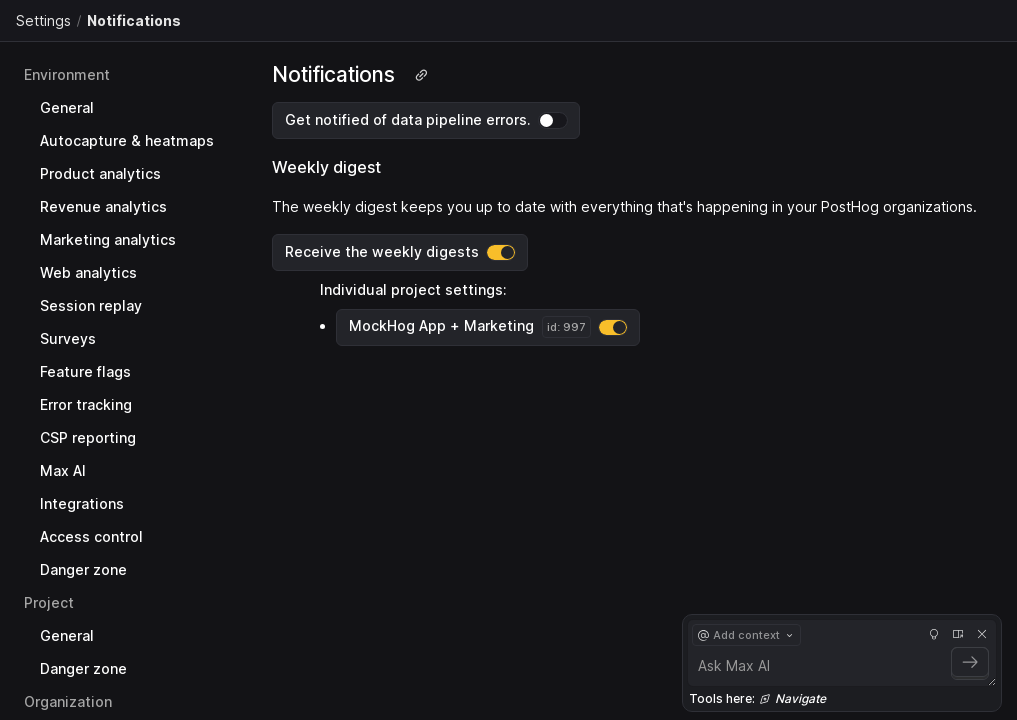 Settings / Notifications
Environment
General
Autocapture & heatmaps
Product analytics
Revenue analytics
Marketing analytics
Web analytics
Session replay
Surveys
Feature flags
Error tracking
CSP reporting
Max AI
Integrations
Access control
Danger zone
Project
General
Danger zone
Organization
Notifications
Get notified of data pipeline errors.
Weekly digest
The weekly digest keeps you up to date with everything that's happening in your PostHog organizations.
Receive the weekly digests
Individual project settings:
MockHog App + Marketing id: 997
@ Add context
Ask Max AI
Tools here: Navigate